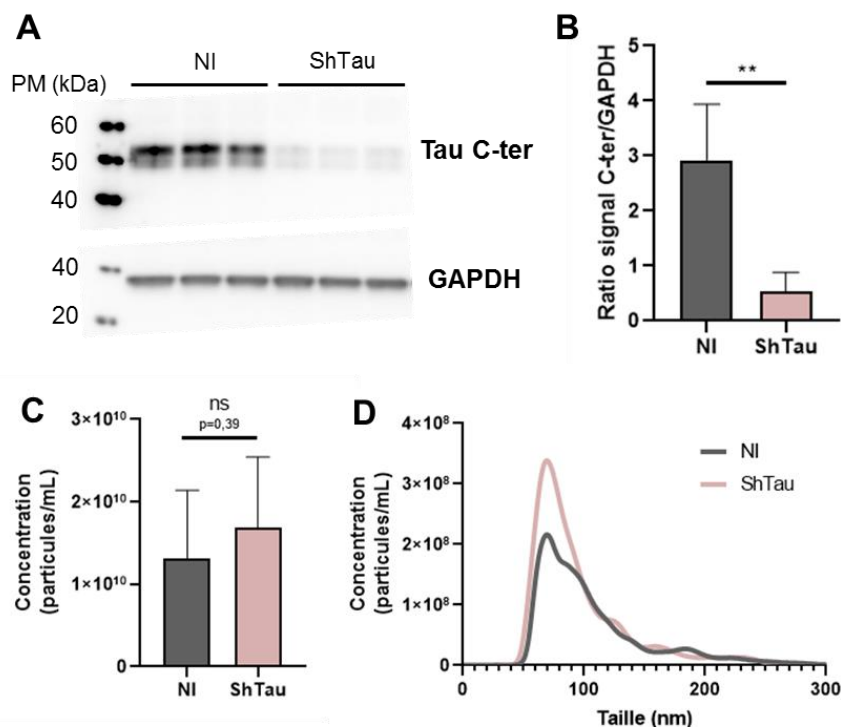 A
NI
ShTau
PM (kDa)
60
50
40
Tau C-ter
40
20
GAPDH
B
Ratio signal C-ter/GAPDH
5
4
3
2
1
0
**
NI
ShTau
C
Concentration
(particules/mL)
3×10¹⁰
2×10¹⁰
1×10¹⁰
0
ns
p=0,39
NI
ShTau
D
Concentration
(particules/mL)
4×10⁸
3×10⁸
2×10⁸
1×10⁸
0
NI
ShTau
0
100
200
300
Taille (nm)